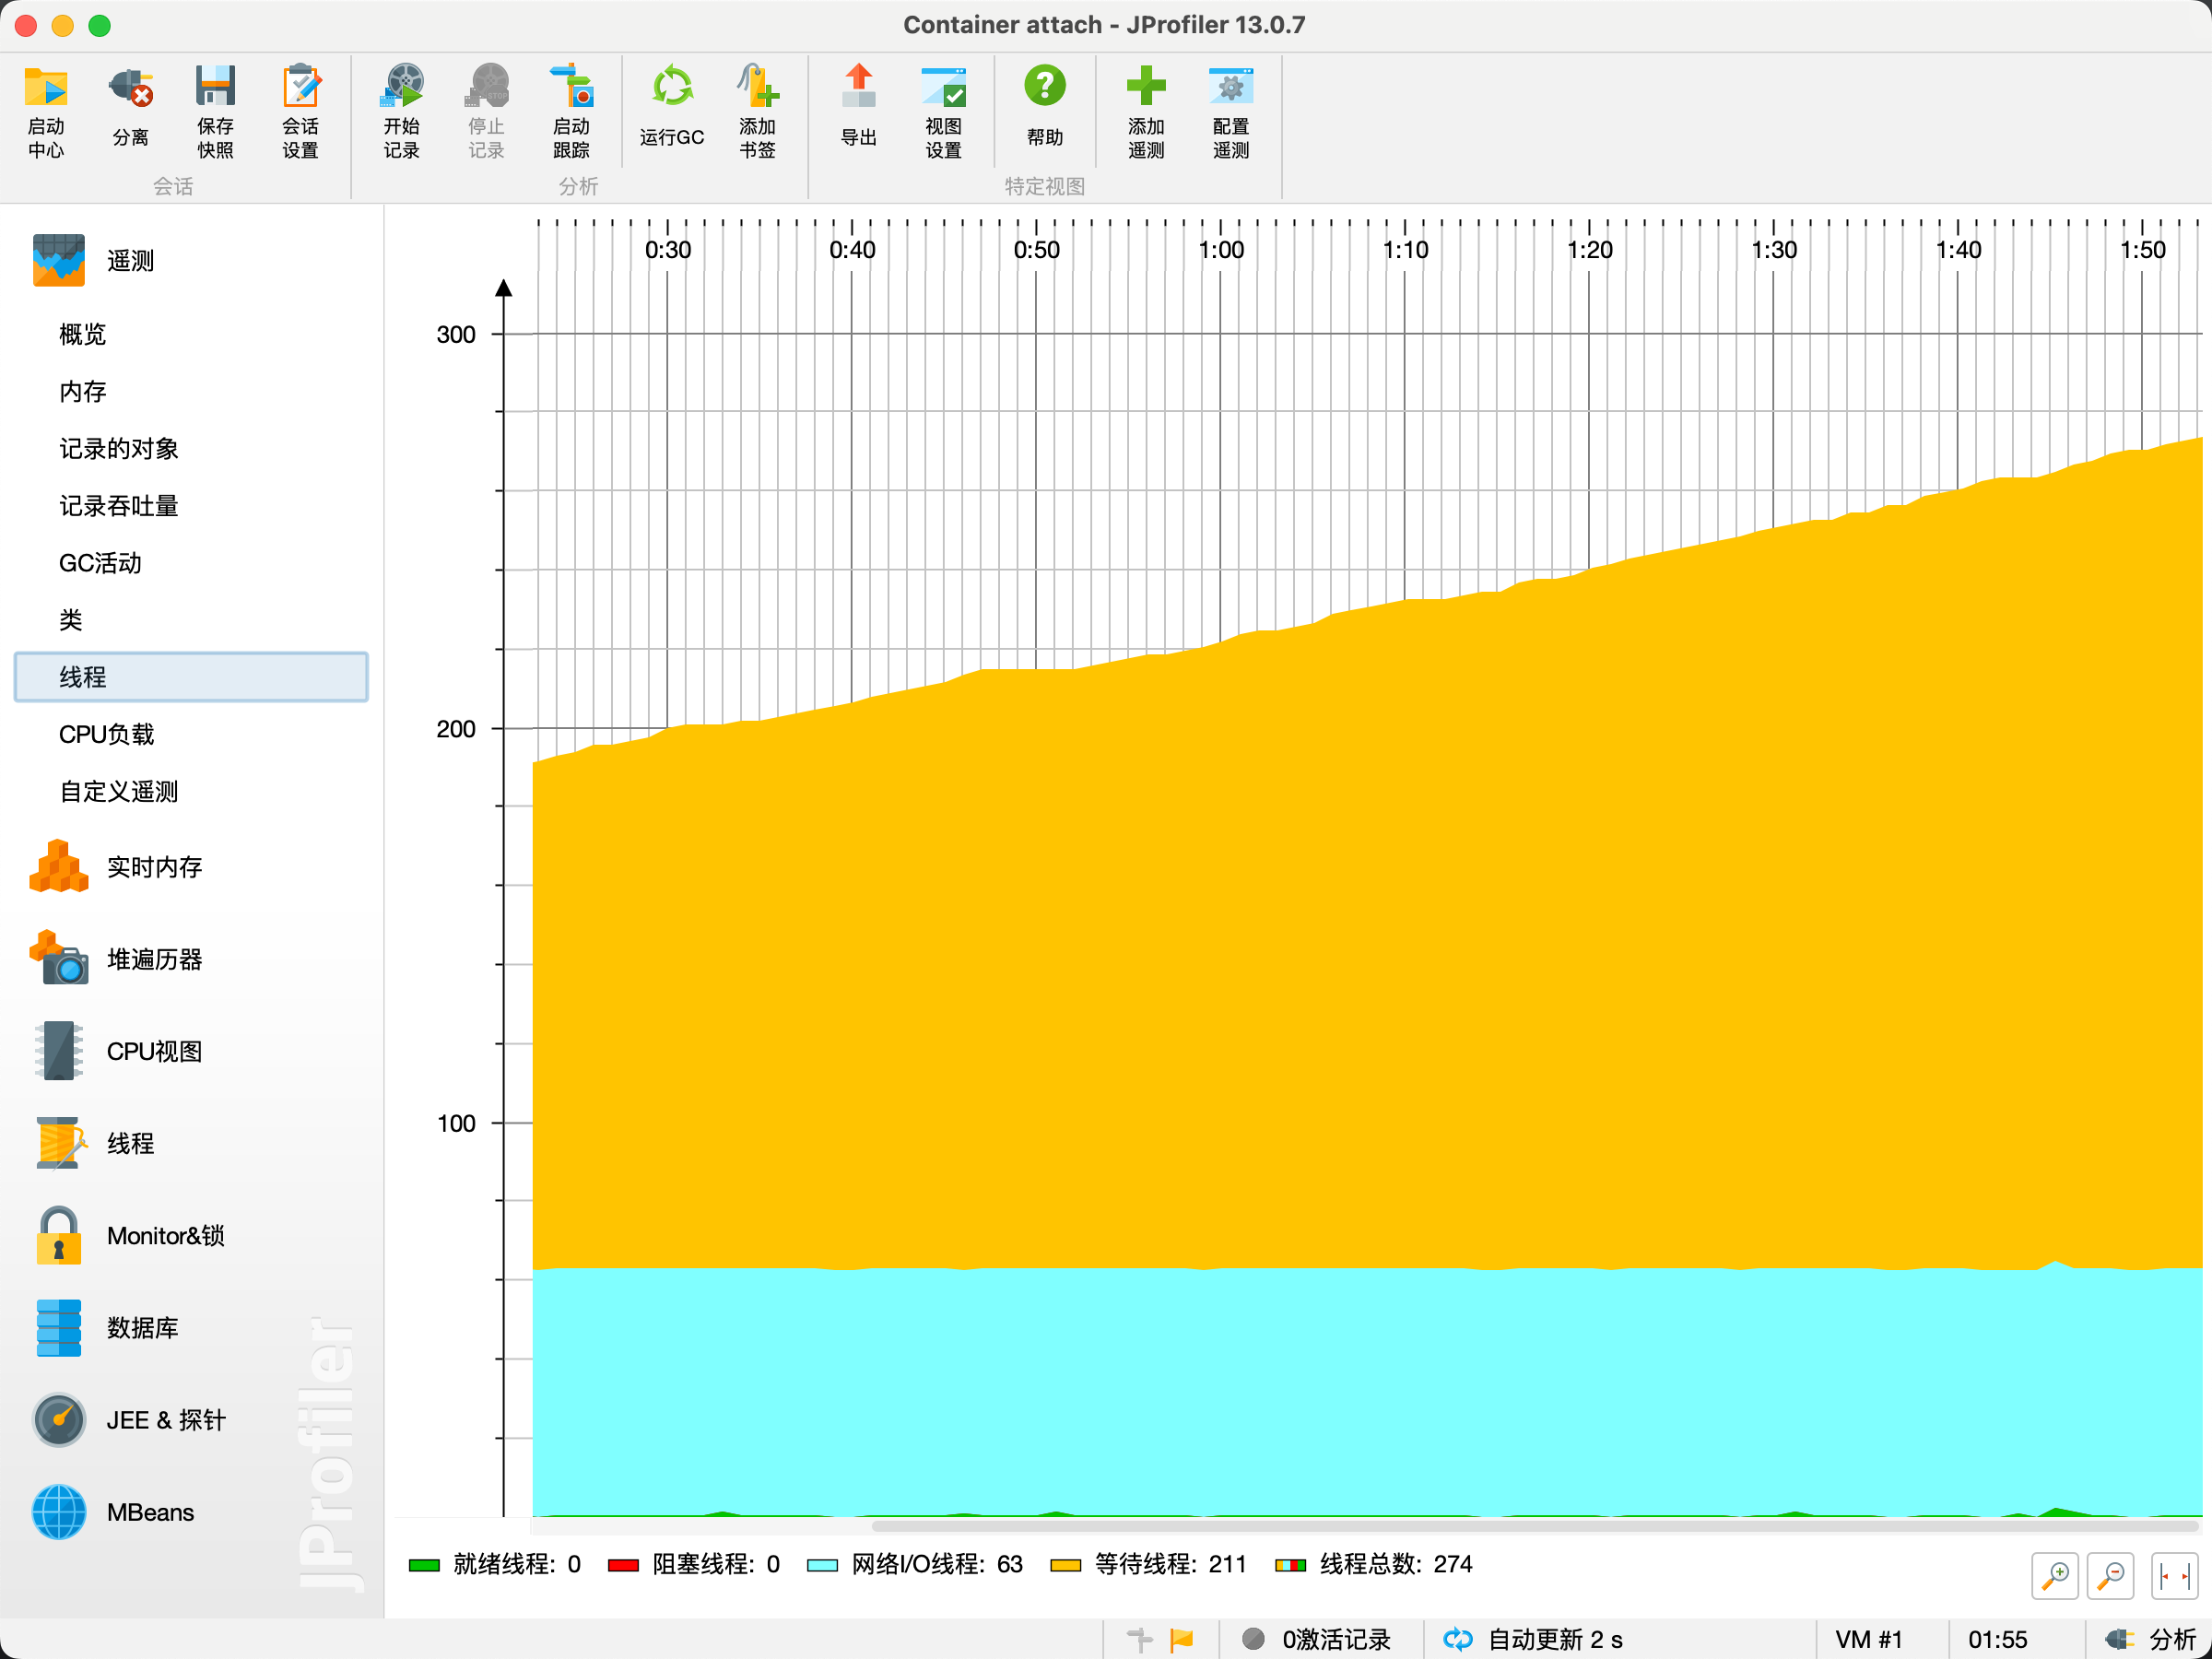 Container attach - JProfiler 13.0.7
启动
中心
分离
保存
快照
会话
设置
开始
记录
停止
记录
启动
跟踪
运行GC
添加
书签
导出
视图
设置
帮助
添加
遥测
配置
遥测
会话
分析
特定视图
STOP
遥测
概览
内存
记录的对象
记录吞吐量
GC活动
类
线程
CPU负载
自定义遥测
实时内存
堆遍历器
CPU视图
线程
Monitor&锁
数据库
JEE & 探针
MBeans
JProfiler
0:30 0:40 0:50 1:00 1:10 1:20 1:30 1:40 1:50
300
200
100
就绪线程: 0 阻塞线程: 0 网络I/O线程: 63 等待线程: 211 线程总数: 274
0激活记录 自动更新 2 s VM #1 01:55 分析